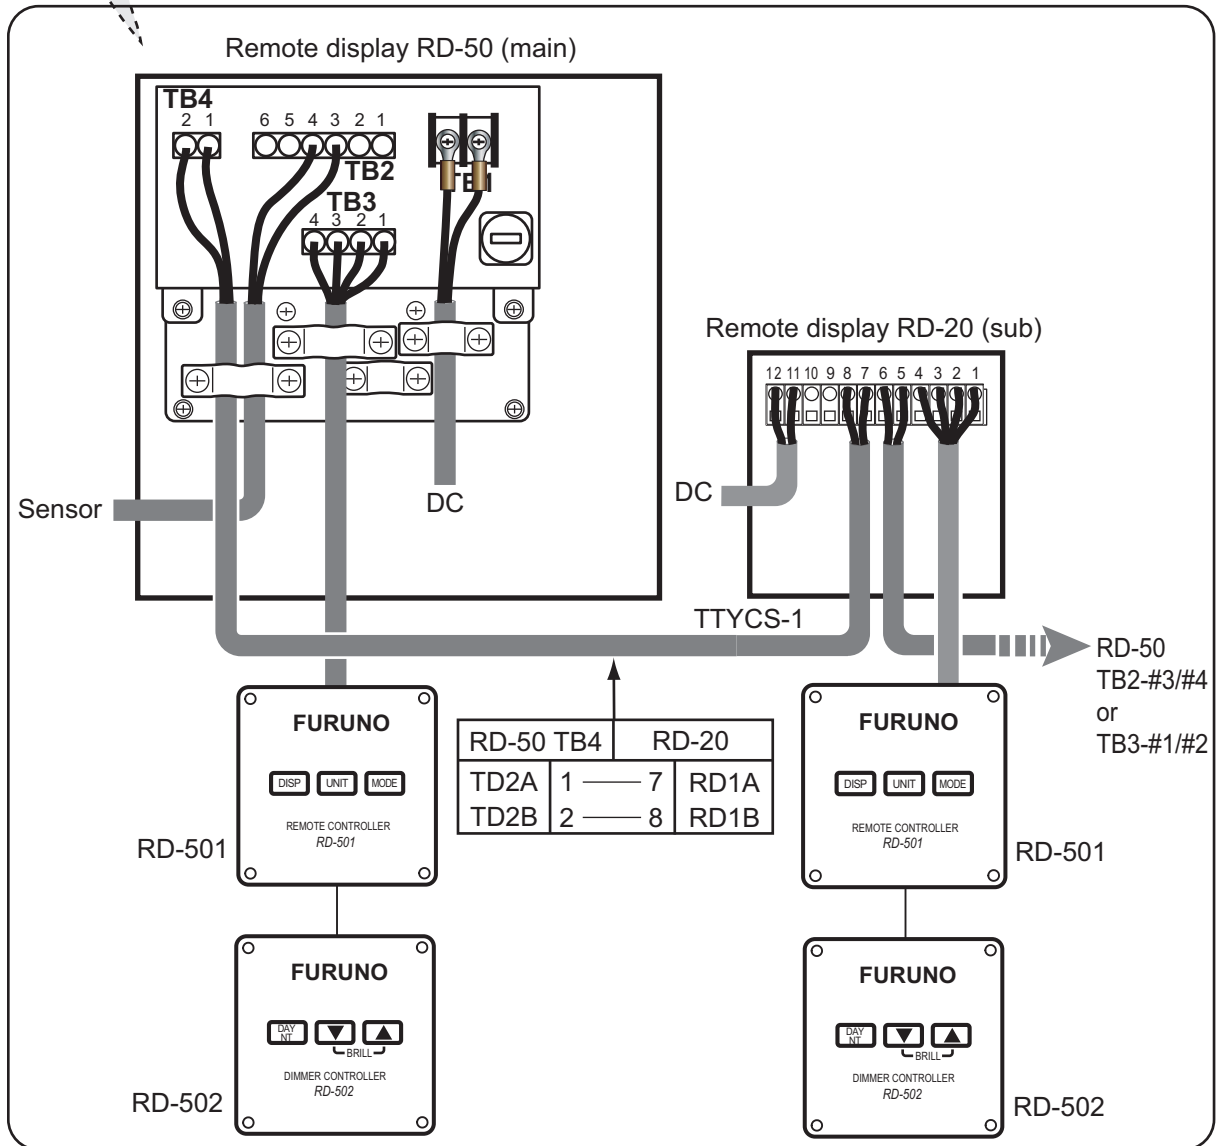 Remote display RD-50 (main)
TB4
2 1
6 5 4 3 2 1
TB2
TB3
4 3 2 1
Sensor
DC
Remote display RD-20 (sub)
12 11 10 9 8 7 6 5 4 3 2 1
DC
TTYCS-1
RD-50
TB2-#3/#4
or
TB3-#1/#2
RD-50 TB4 RD-20
TD2A 1 7 RD1A
TD2B 2 8 RD1B
FURUNO
DISP UNIT MODE
REMOTE CONTROLLER
RD-501
RD-501
FURUNO
DISP UNIT MODE
REMOTE CONTROLLER
RD-501
RD-501
FURUNO
DAY
NT
BRILL
DIMMER CONTROLLER
RD-502
RD-502
FURUNO
DAY
NT
BRILL
DIMMER CONTROLLER
RD-502
RD-502